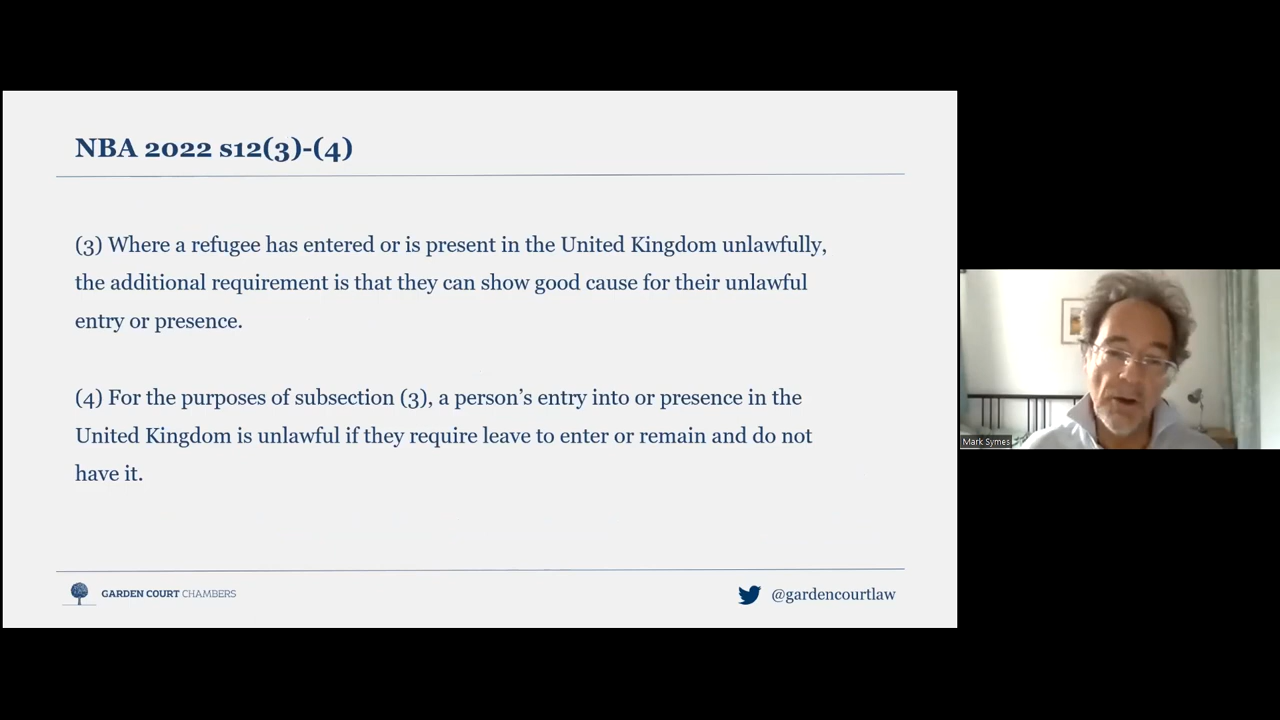 NBA 2022 s12(3)-(4)
(3) Where a refugee has entered or is present in the United Kingdom unlawfully,
the additional requirement is that they can show good cause for their unlawful
entry or presence.
(4) For the purposes of subsection (3), a person’s entry into or presence in the
United Kingdom is unlawful if they require leave to enter or remain and do not
have it.
GARDEN COURT CHAMBERS
@gardencourtlaw
Mark Symes